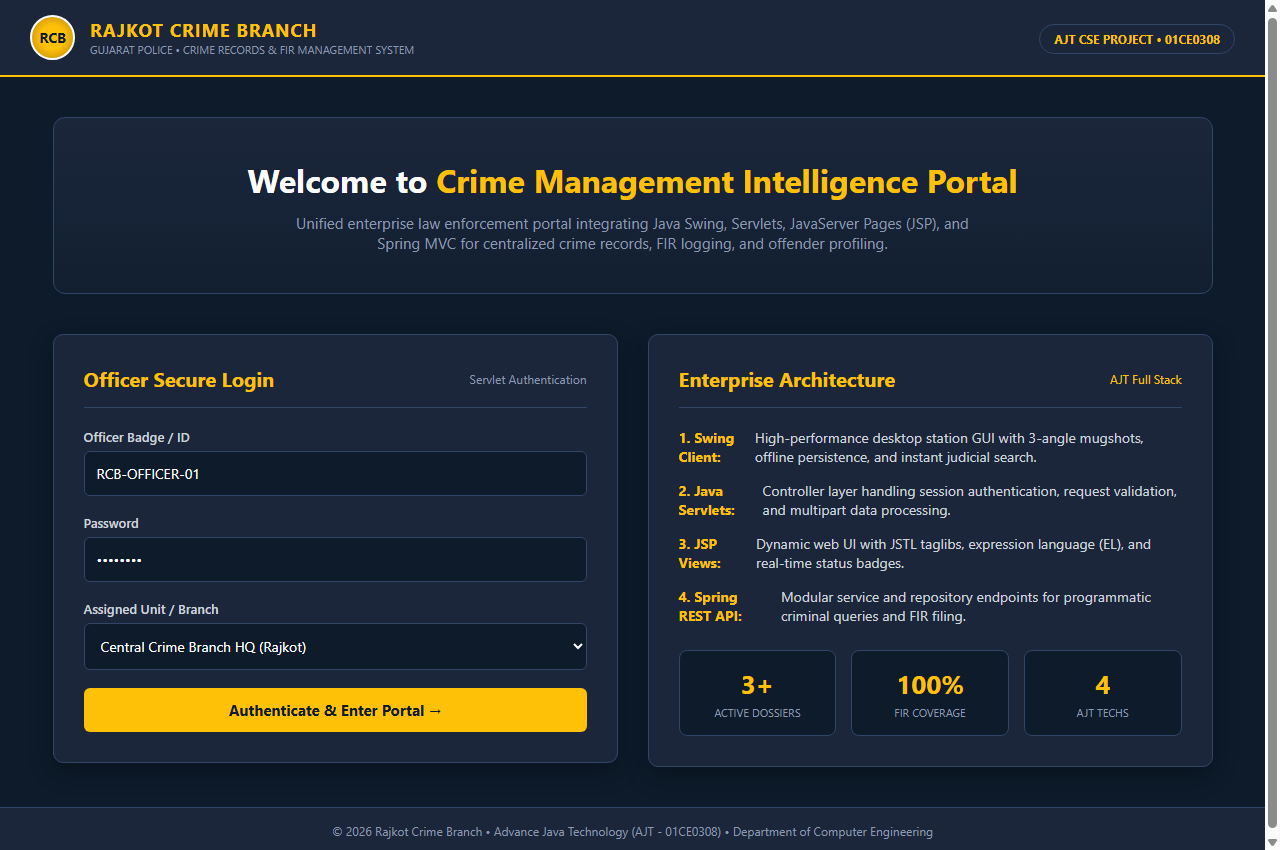 RCB
RAJKOT CRIME BRANCH
GUJARAT POLICE • CRIME RECORDS & FIR MANAGEMENT SYSTEM
AJT CSE PROJECT • 01CE0308
Welcome to Crime Management Intelligence Portal
Unified enterprise law enforcement portal integrating Java Swing, Servlets, JavaServer Pages (JSP), and
Spring MVC for centralized crime records, FIR logging, and offender profiling.
Officer Secure Login
Servlet Authentication
Officer Badge / ID
RCB-OFFICER-01
Password
••••••••
Assigned Unit / Branch
Central Crime Branch HQ (Rajkot)
Authenticate & Enter Portal →
Enterprise Architecture
AJT Full Stack
1. Swing Client:
High-performance desktop station GUI with 3-angle mugshots,
offline persistence, and instant judicial search.
2. Java Servlets:
Controller layer handling session authentication, request validation,
and multipart data processing.
3. JSP Views:
Dynamic web UI with JSTL taglibs, expression language (EL), and
real-time status badges.
4. Spring REST API:
Modular service and repository endpoints for programmatic
criminal queries and FIR filing.
3+
ACTIVE DOSSIERS
100%
FIR COVERAGE
4
AJT TECHS
© 2026 Rajkot Crime Branch • Advance Java Technology (AJT - 01CE0308) • Department of Computer Engineering